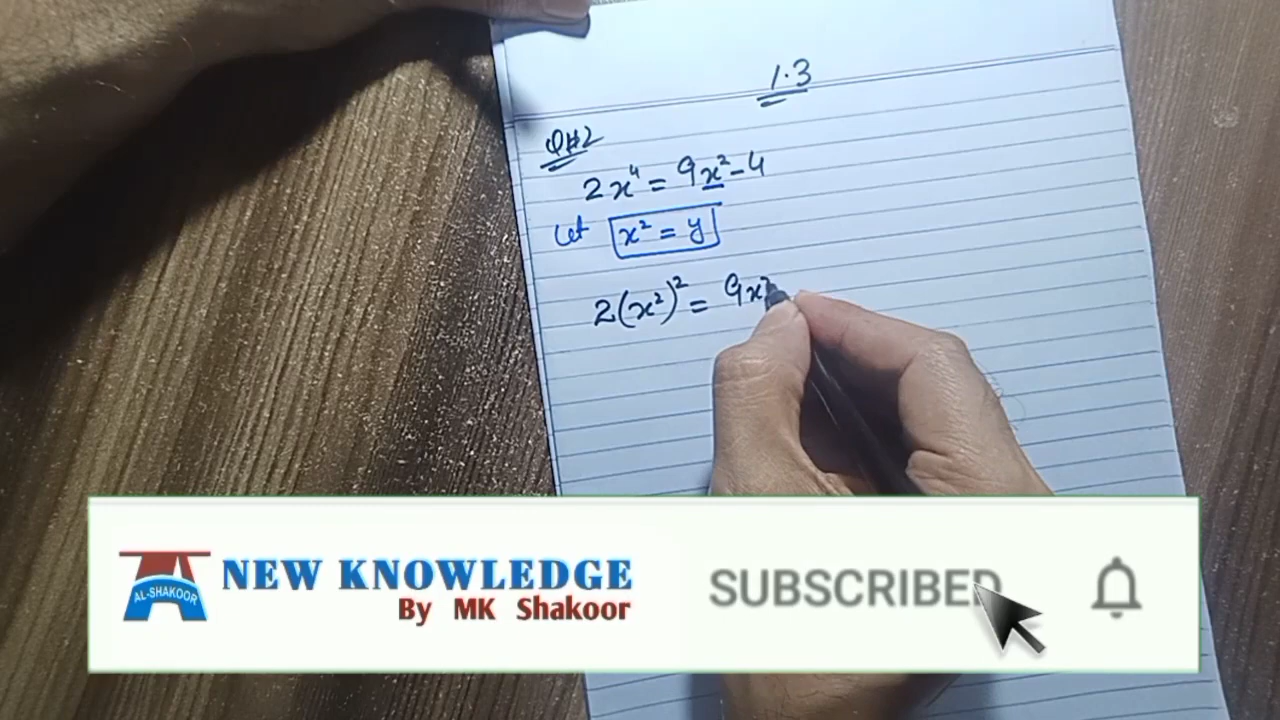 1.3
Q#2
2x⁴ = 9x² - 4
Let x² = y
2(x²)² = 9x²
NEW KNOWLEDGE
AL-SHAKOOR
By MK Shakoor
SUBSCRIBED